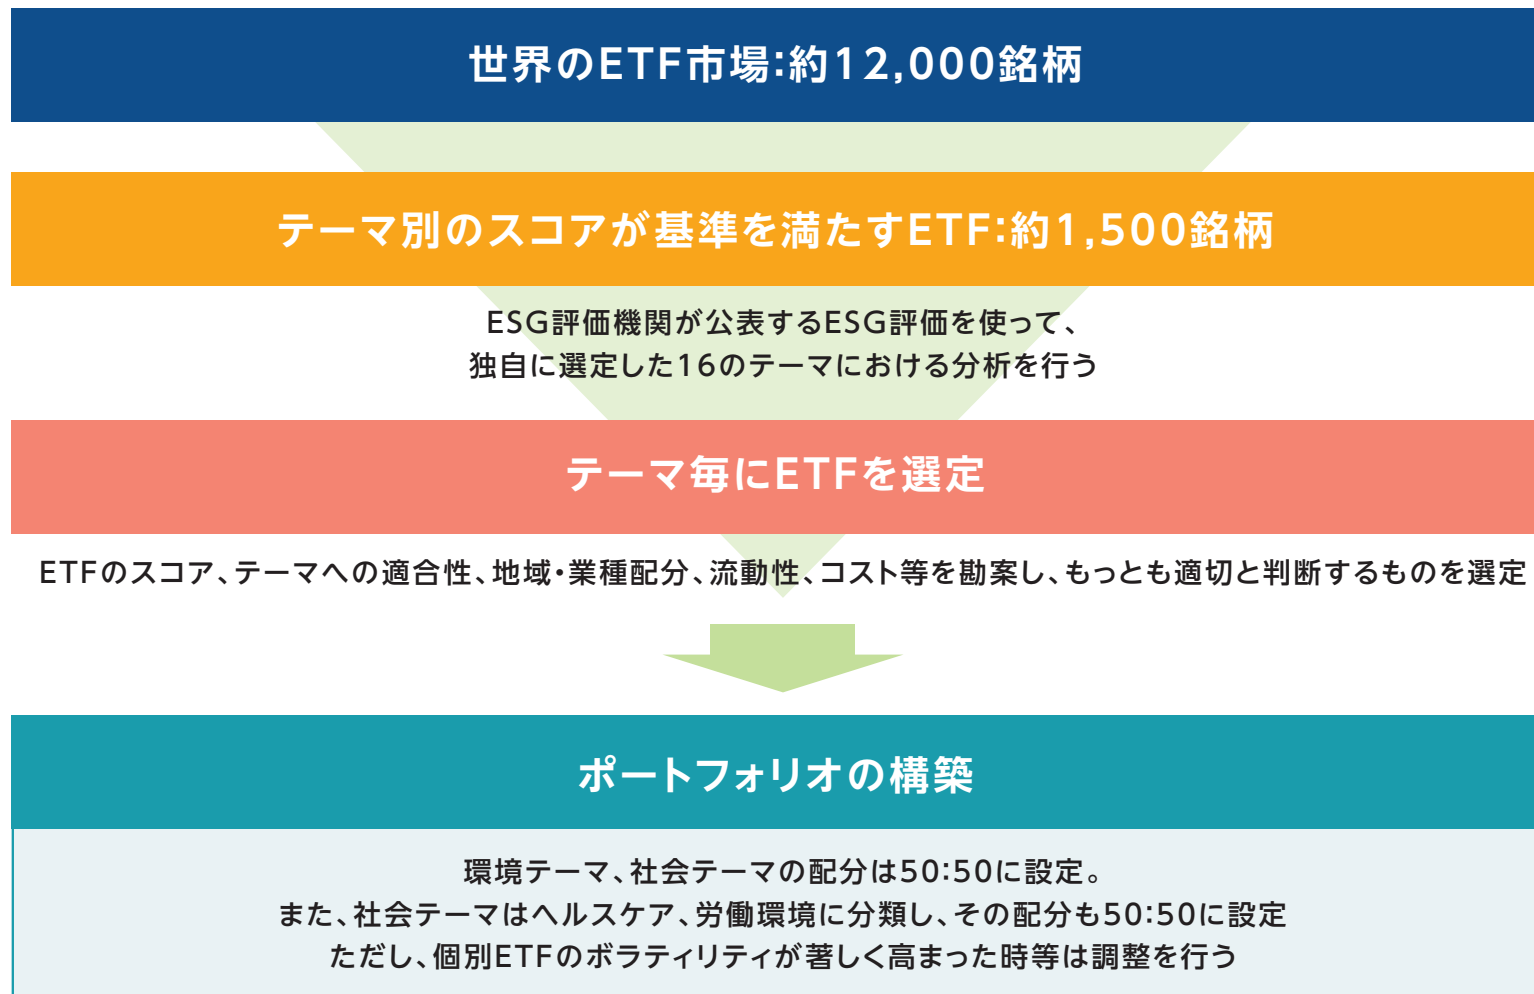 世界のETF市場:約12,000銘柄
テーマ別のスコアが基準を満たすETF:約1,500銘柄
ESG評価機関が公表するESG評価を使って、
独自に選定した16のテーマにおける分析を行う
テーマ毎にETFを選定
ETFのスコア、テーマへの適合性、地域・業種配分、流動性、コスト等を勘案し、もっとも適切と判断するものを選定
ポートフォリオの構築
環境テーマ、社会テーマの配分は50:50に設定。
また、社会テーマはヘルスケア、労働環境に分類し、その配分も50:50に設定
ただし、個別ETFのボラティリティが著しく高まった時等は調整を行う